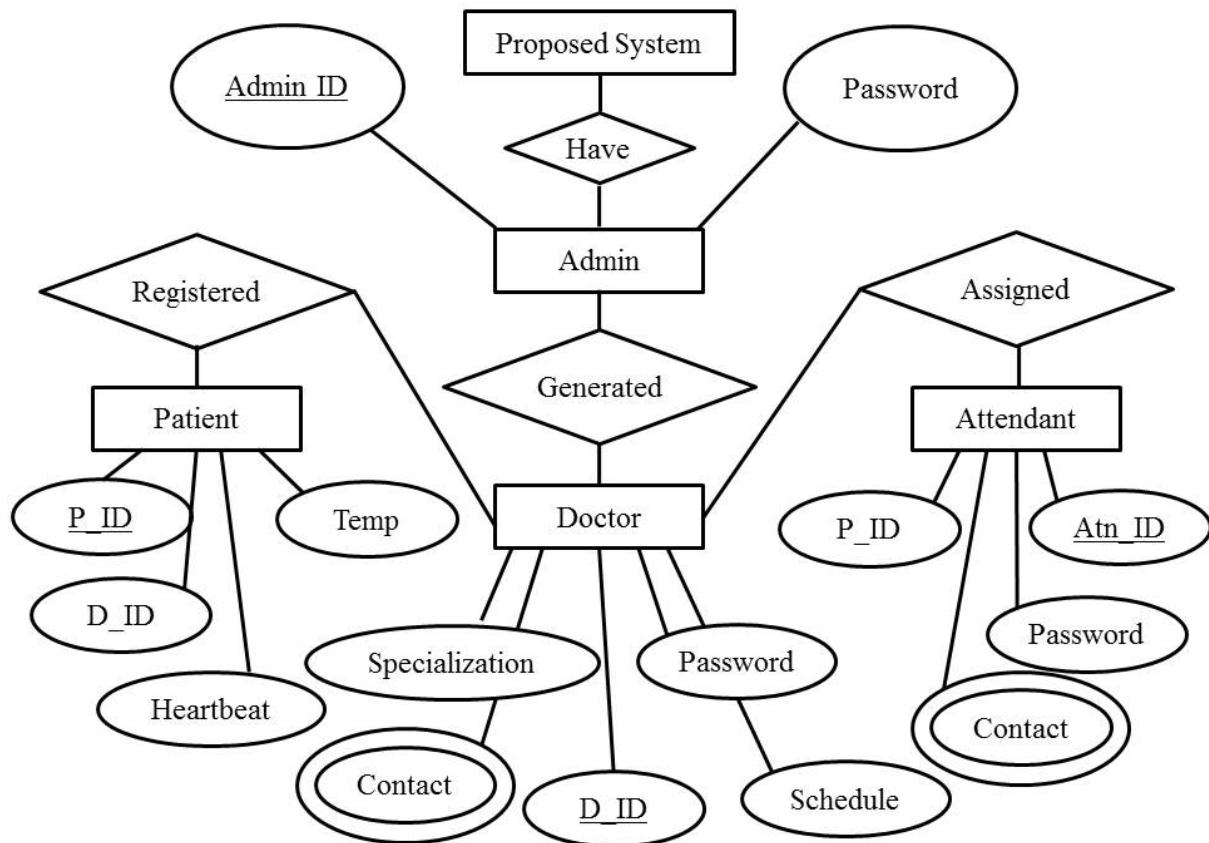 Proposed System
Admin ID
Password
Have
Admin
Registered
Assigned
Generated
Patient
Attendant
Doctor
P_ID
Temp
P_ID
Atn_ID
D_ID
Specialization
Password
Password
Heartbeat
Contact
Contact
D_ID
Schedule